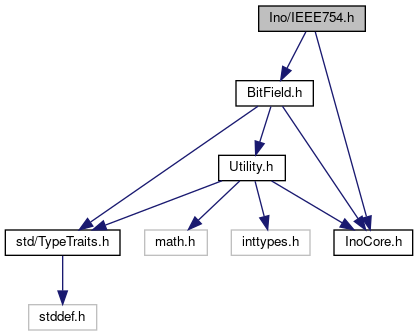 Ino/IEEE754.h
BitField.h
Utility.h
std/TypeTraits.h
math.h
inttypes.h
InoCore.h
stddef.h